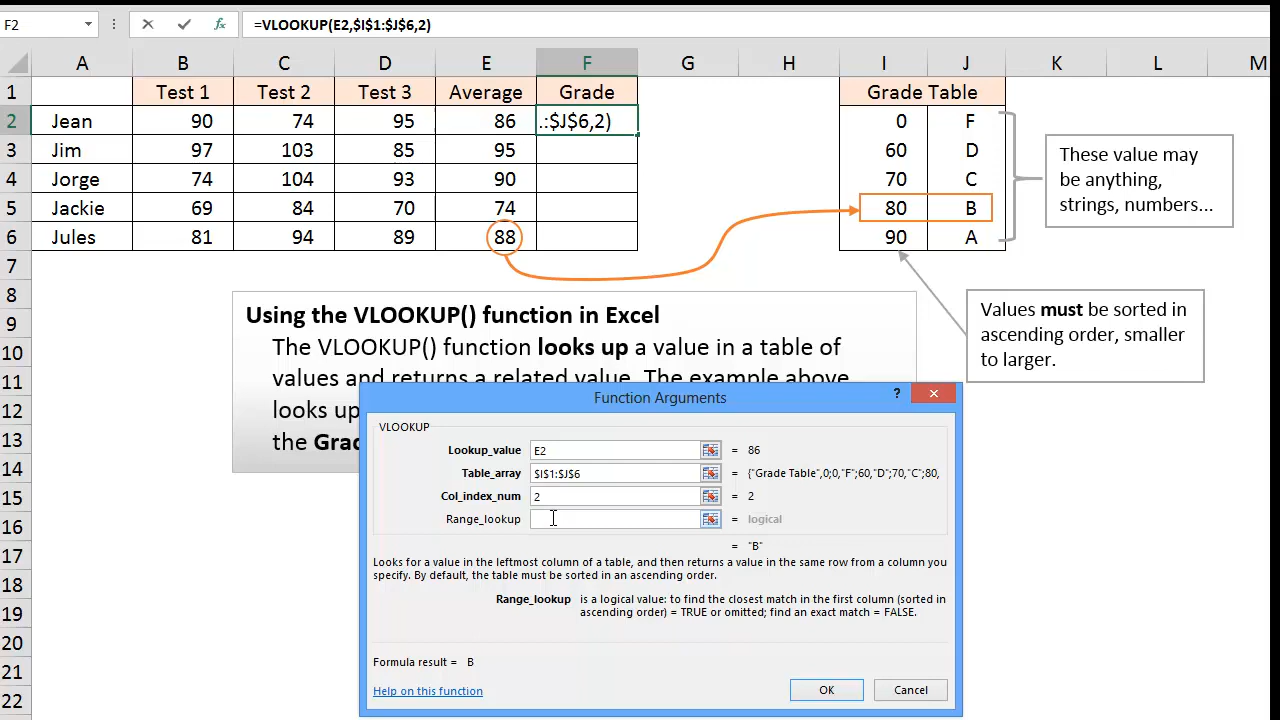 F2 =VLOOKUP(E2,$I$1:$J$6,2)
A B C D E F G H I J K L M
1 Test 1 Test 2 Test 3 Average Grade Grade Table
2 Jean 90 74 95 86 .:$J$6,2) 0 F
3 Jim 97 103 85 95 60 D
4 Jorge 74 104 93 90 70 C
5 Jackie 69 84 70 74 80 B
6 Jules 81 94 89 88 90 A
These value may
be anything,
strings, numbers...
7
8
9
10
11
12
13
14
15
16
17
18
19
20
21
22
Values must be sorted in
ascending order, smaller
to larger.
Using the VLOOKUP() function in Excel
The VLOOKUP() function looks up a value in a table of
values and returns a related value. The example above
looks up
the Grad
Function Arguments
?
VLOOKUP
Lookup_value E2 = 86
Table_array $I$1:$J$6 = {"Grade Table",0;0,"F";60,"D";70,"C";80,
Col_index_num 2 = 2
Range_lookup = logical
= "B"
Looks for a value in the leftmost column of a table, and then returns a value in the same row from a column you
specify. By default, the table must be sorted in an ascending order.
Range_lookup is a logical value: to find the closest match in the first column (sorted in
ascending order) = TRUE or omitted; find an exact match = FALSE.
Formula result = B
Help on this function
OK Cancel